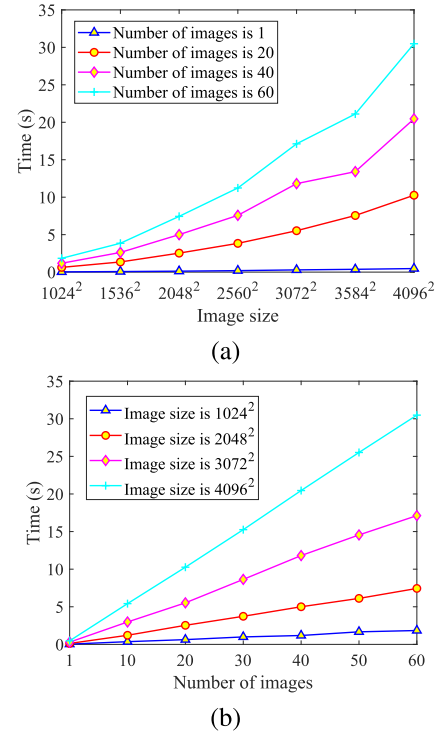 35
30
25
20
15
10
5
0
Time (s)
Number of images is 1
Number of images is 20
Number of images is 40
Number of images is 60
1024² 1536² 2048² 2560² 3072² 3584² 4096²
Image size
(a)
35
30
25
20
15
10
5
0
Time (s)
Image size is 1024²
Image size is 2048²
Image size is 3072²
Image size is 4096²
1 10 20 30 40 50 60
Number of images
(b)